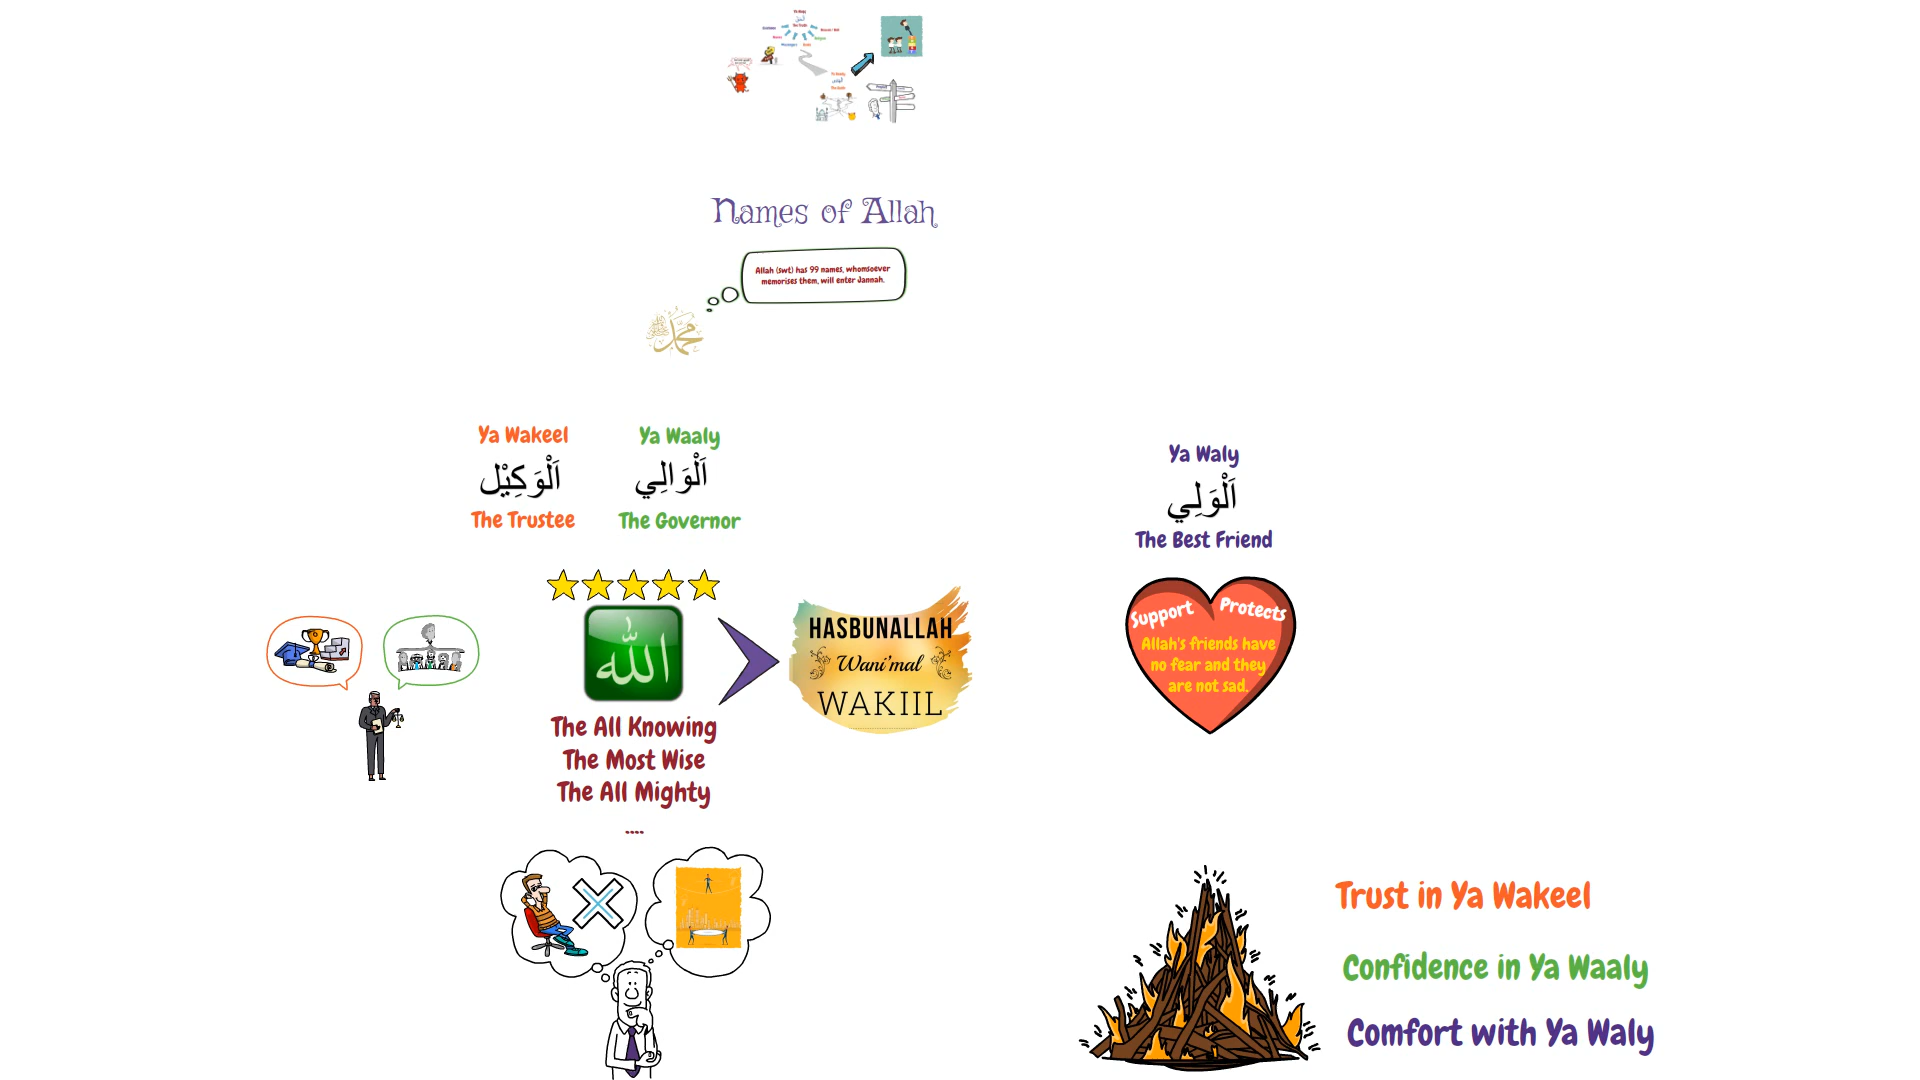 Names of Allah
Allah (swt) has 99 names, whomsoever
memorises them, will enter Jannah.
Ya Wakeel
اَلْوَكِيْل
The Trustee
Ya Waaly
اَلْوَالِي
The Governor
Ya Waly
اَلْوَلِي
The Best Friend
الله
The All Knowing
The Most Wise
The All Mighty
....
HASBUNALLAH
Wani'mal
WAKIIL
Support Protects
Allah's friends have
no fear and they
are not sad.
Trust in Ya Wakeel
Confidence in Ya Waaly
Comfort with Ya Waly